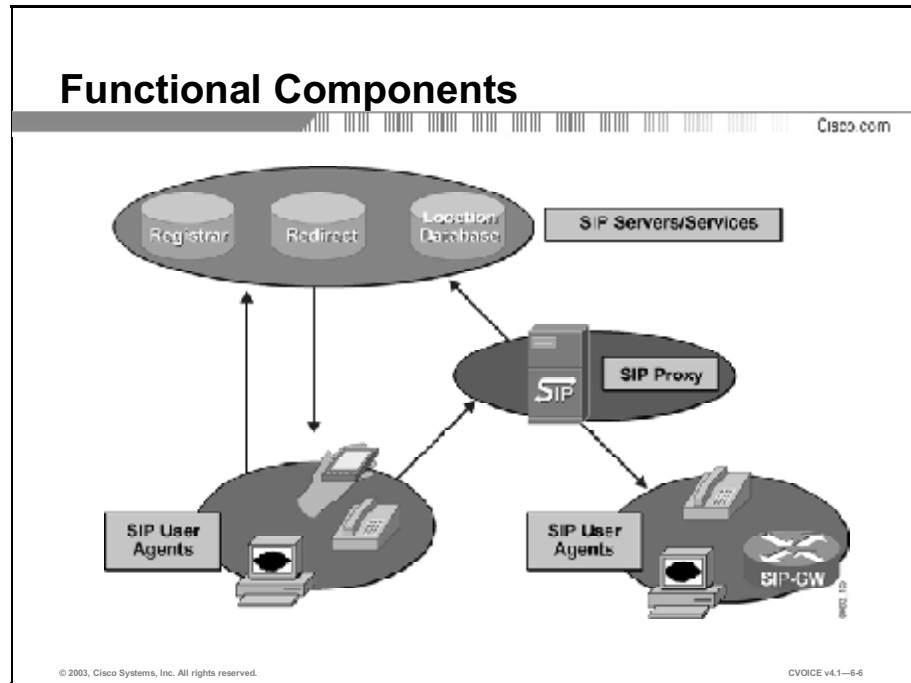 Functional Components
Cisco.com
Registrar
Redirect
Location
Database
SIP Servers/Services
SIP
SIP Proxy
SIP User
Agents
SIP User
Agents
SIP-GW
© 2003, Cisco Systems, Inc. All rights reserved.
CVOICE v4.1—6-6